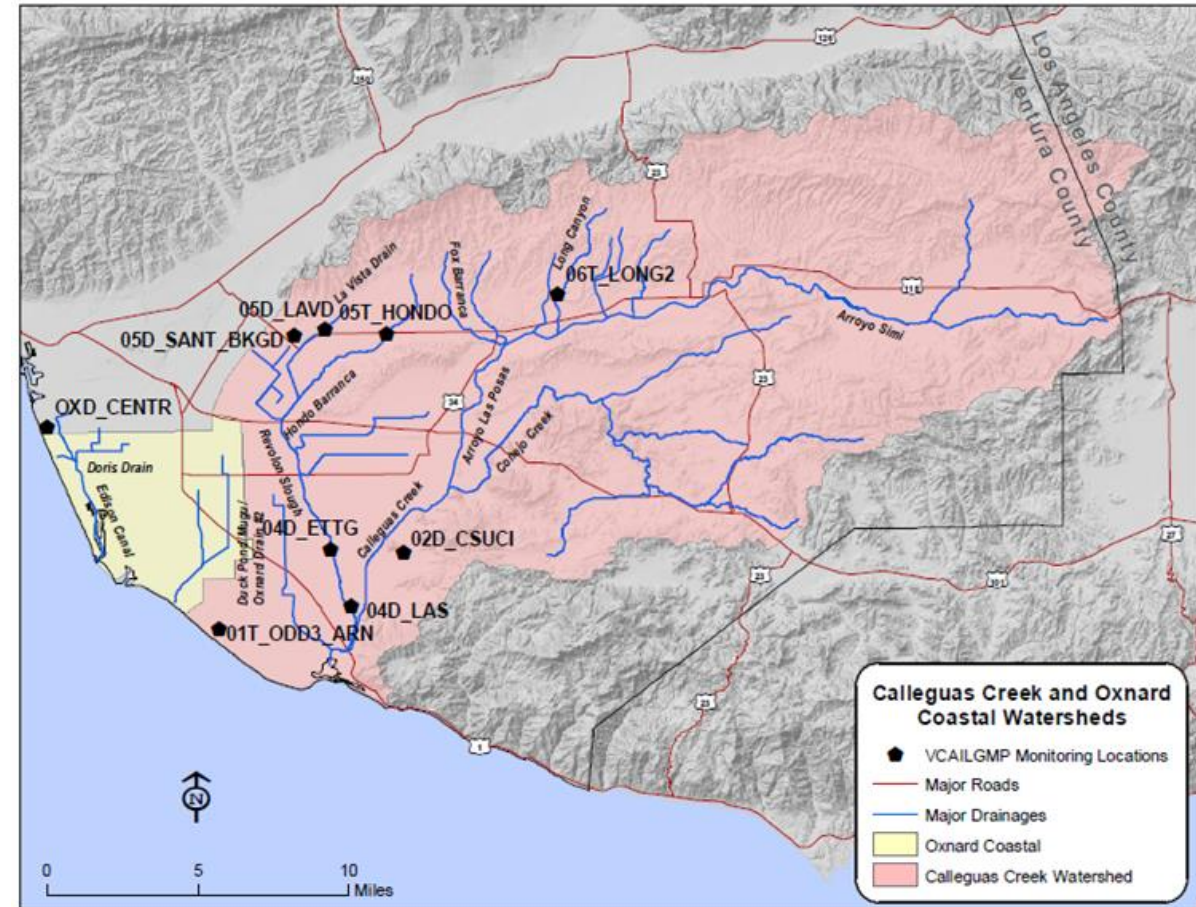 126
150
Los Angeles County
Ventura County
23
Long Canyon
06T_LONG2
Fox Barranca
La Vista Drain
05D_LAVD
05T_HONDO
05D_SANT_BKGD
118
Arroyo Simi
23
34
Arroyo Las Posas
Hondo Barranca
Conejo Creek
OXD_CENTR
Doris Drain
Edison Canal
Revolon Slough
Calleguas Creek
04D_ETTG
02D_CSUCI
Duck Pond/Mugu/
Oxnard Drain #2
04D_LAS
01T_ODD3_ARN
27
101
23
23
1
N
0
5
10
Miles
Calleguas Creek and Oxnard
Coastal Watersheds
VCAILGMP Monitoring Locations
Major Roads
Major Drainages
Oxnard Coastal
Calleguas Creek Watershed